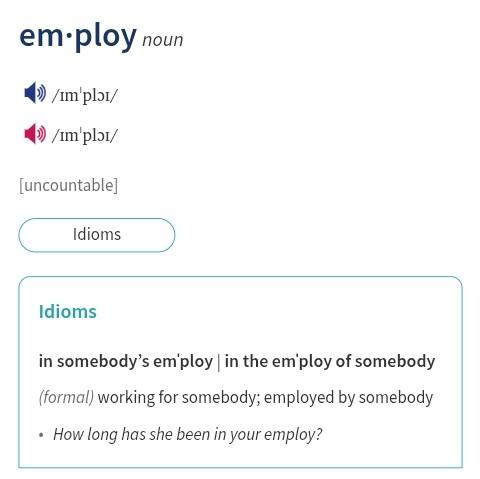 em·ploy noun
/ɪmˈplɔɪ/
/ɪmˈplɔɪ/
[uncountable]
Idioms
Idioms
in somebody’s emˈploy | in the emˈploy of somebody
(formal) working for somebody; employed by somebody
• How long has she been in your employ?